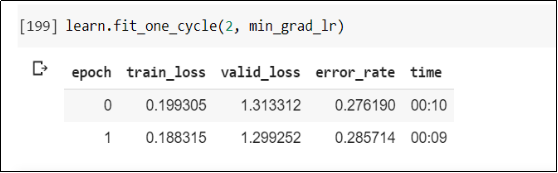 [199] learn.fit_one_cycle(2, min_grad_lr)
epoch train_loss valid_loss error_rate time
0 0.199305 1.313312 0.276190 00:10
1 0.188315 1.299252 0.285714 00:09